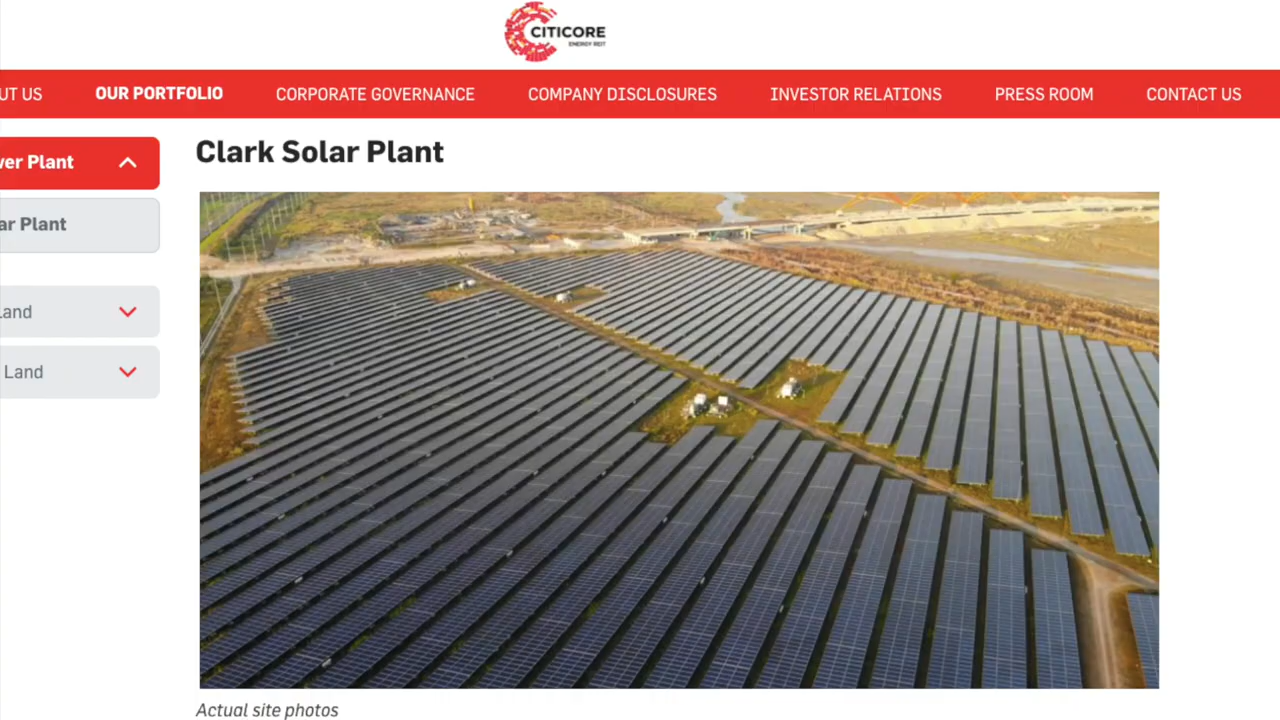 CITICORE
ENERGY REIT
UT US OUR PORTFOLIO CORPORATE GOVERNANCE COMPANY DISCLOSURES INVESTOR RELATIONS PRESS ROOM CONTACT US
wer Plant
Clark Solar Plant
ar Plant
Land
Land
Actual site photos